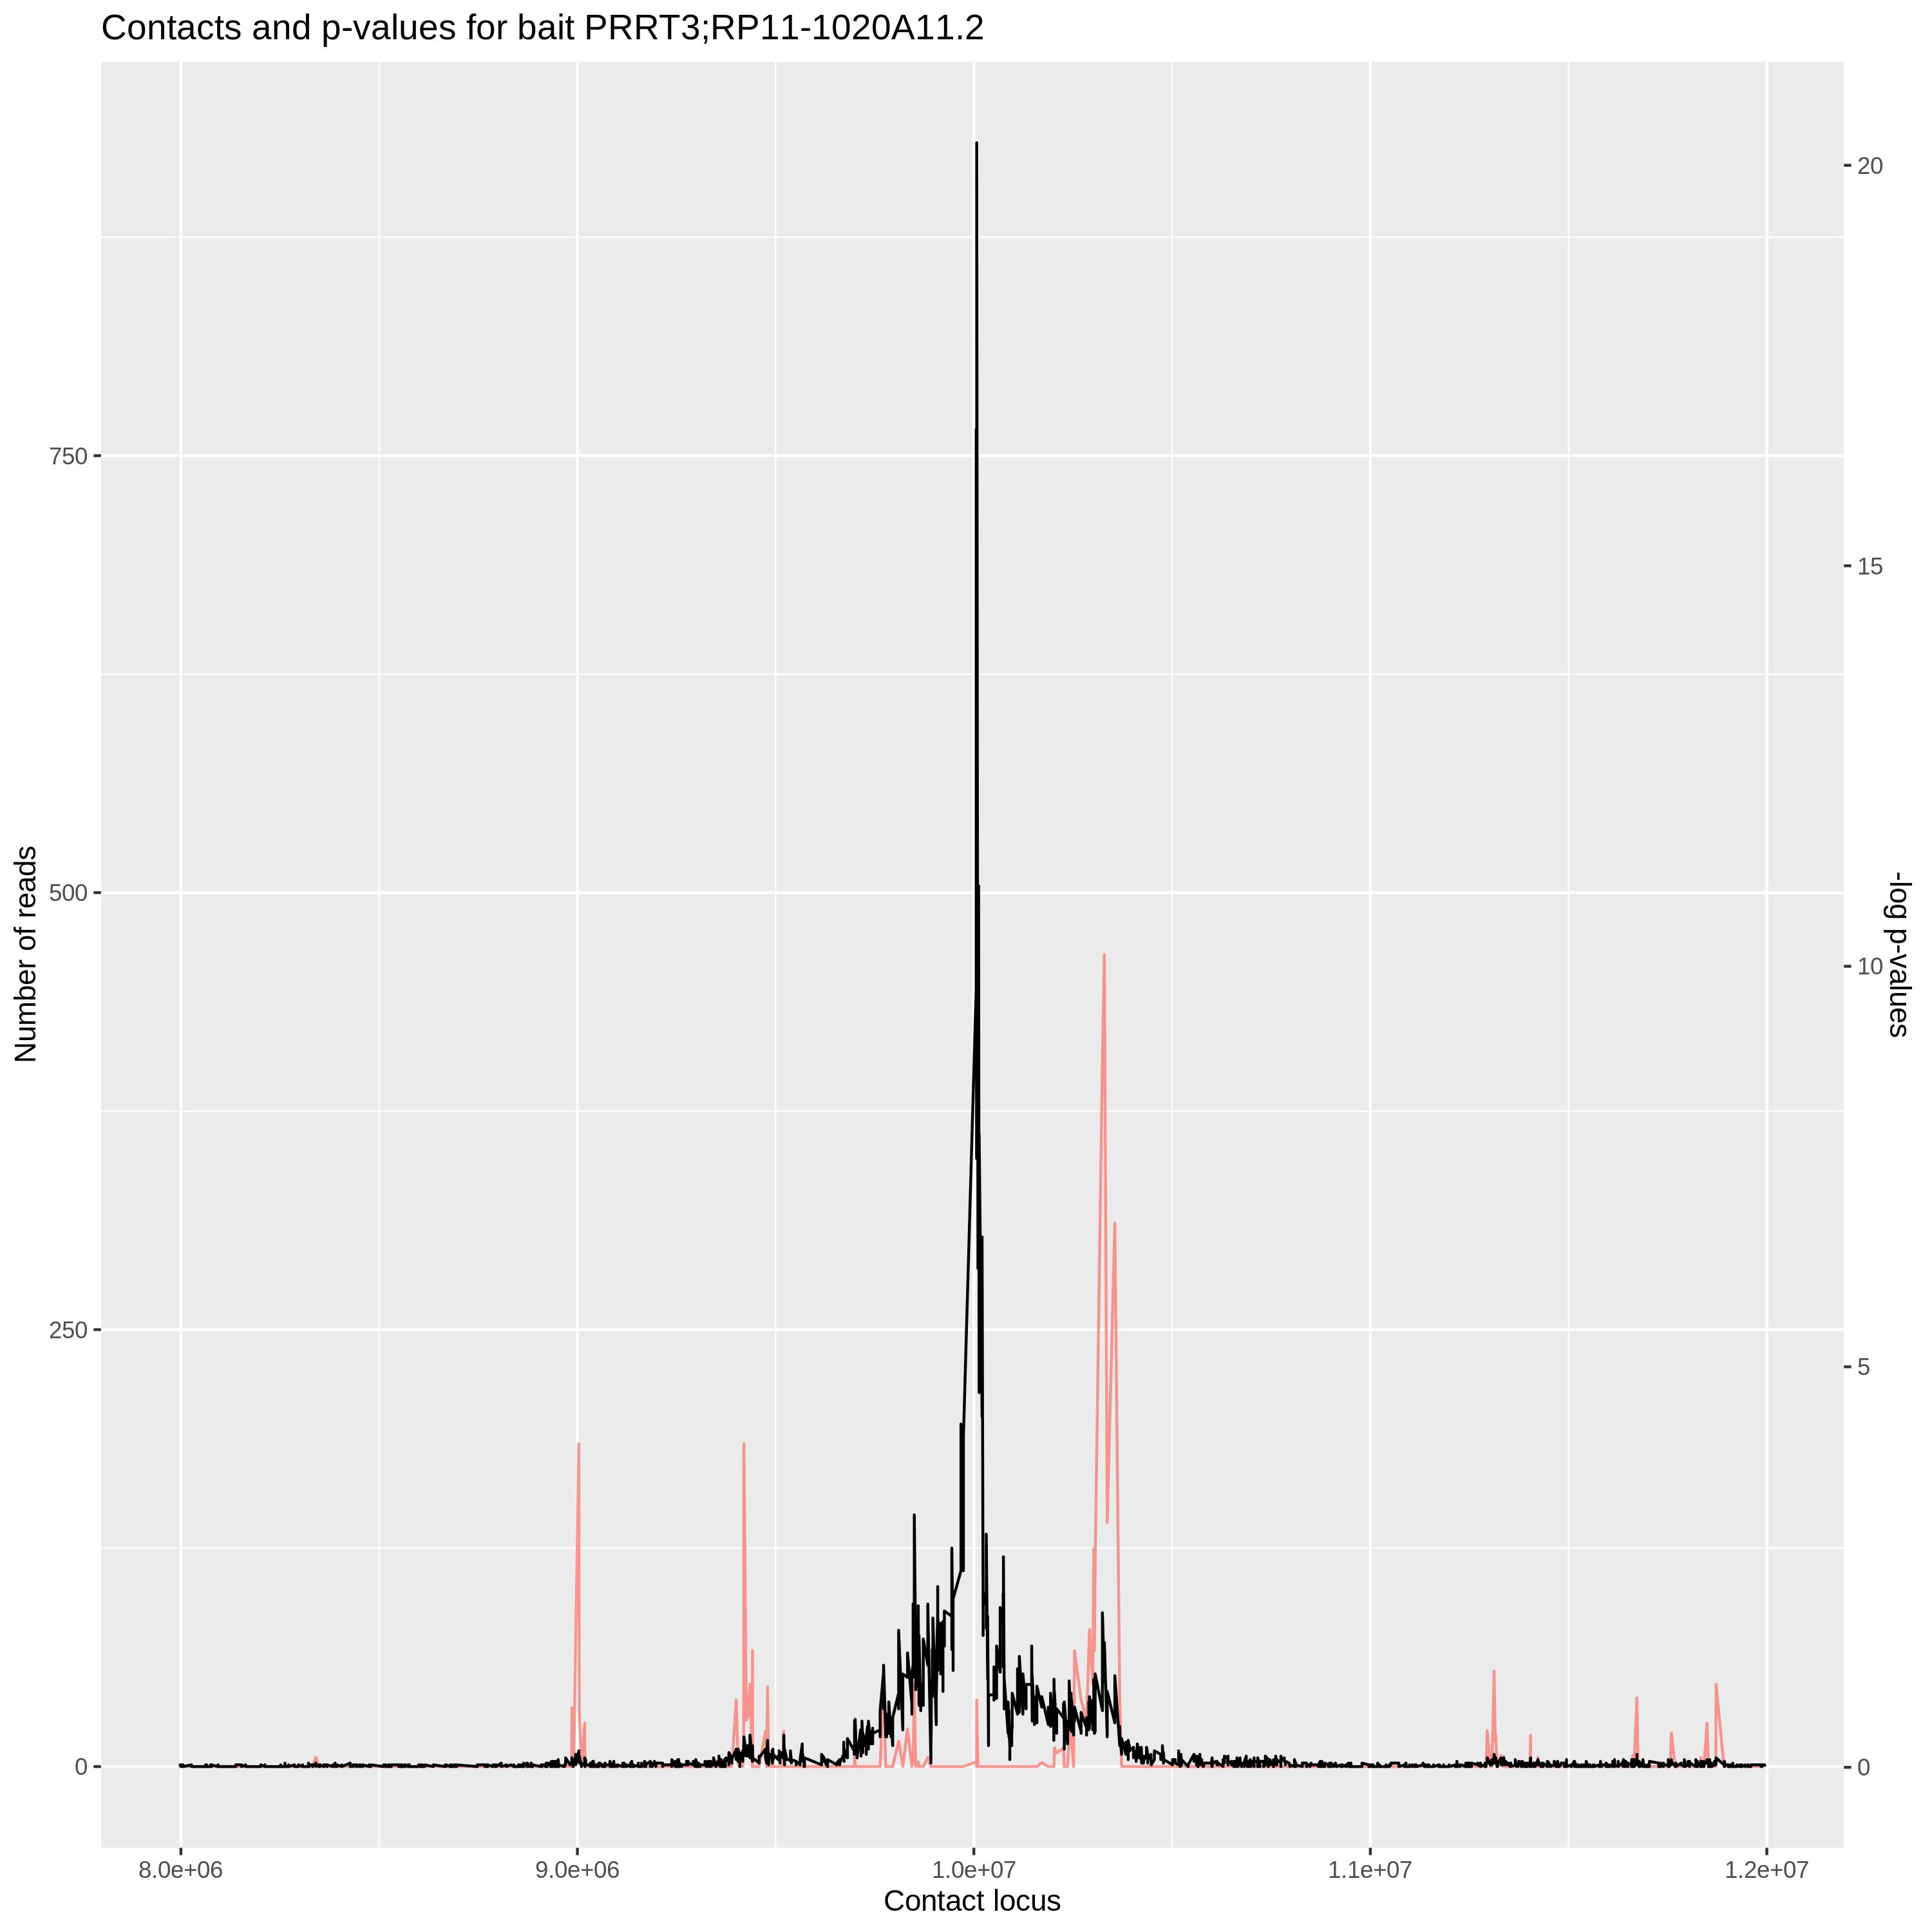 Contacts and p-values for bait PRRT3;RP11-1020A11.2
Number of reads
750
500
250
0
20
15
10
5
0
-log p-values
8.0e+06 9.0e+06 1.0e+07 1.1e+07 1.2e+07
Contact locus